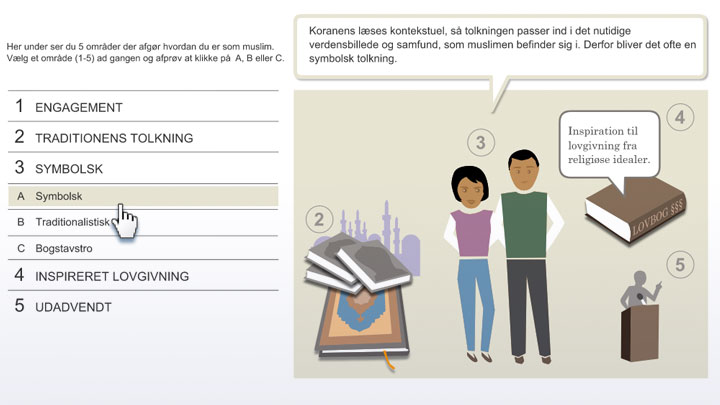 Her under ser du 5 områder der afgør hvordan du er som muslim.
Vælg et område (1-5) ad gangen og afprøv at klikke på A, B eller C.
1 ENGAGEMENT
2 TRADITIONENS TOLKNING
3 SYMBOLSK
A Symbolsk
B Traditionalistisk
C Bogstavstro
4 INSPIRERET LOVGIVNING
5 UDADVENDT
Koranens læses kontekstuel, så tolkningen passer ind i det nutidige
verdensbillede og samfund, som muslimen befinder sig i. Derfor bliver det ofte en
symbolsk tolkning.
2
3
4
Inspiration til
lovgivning fra
religiøse idealer.
LOVBOG §§§
5